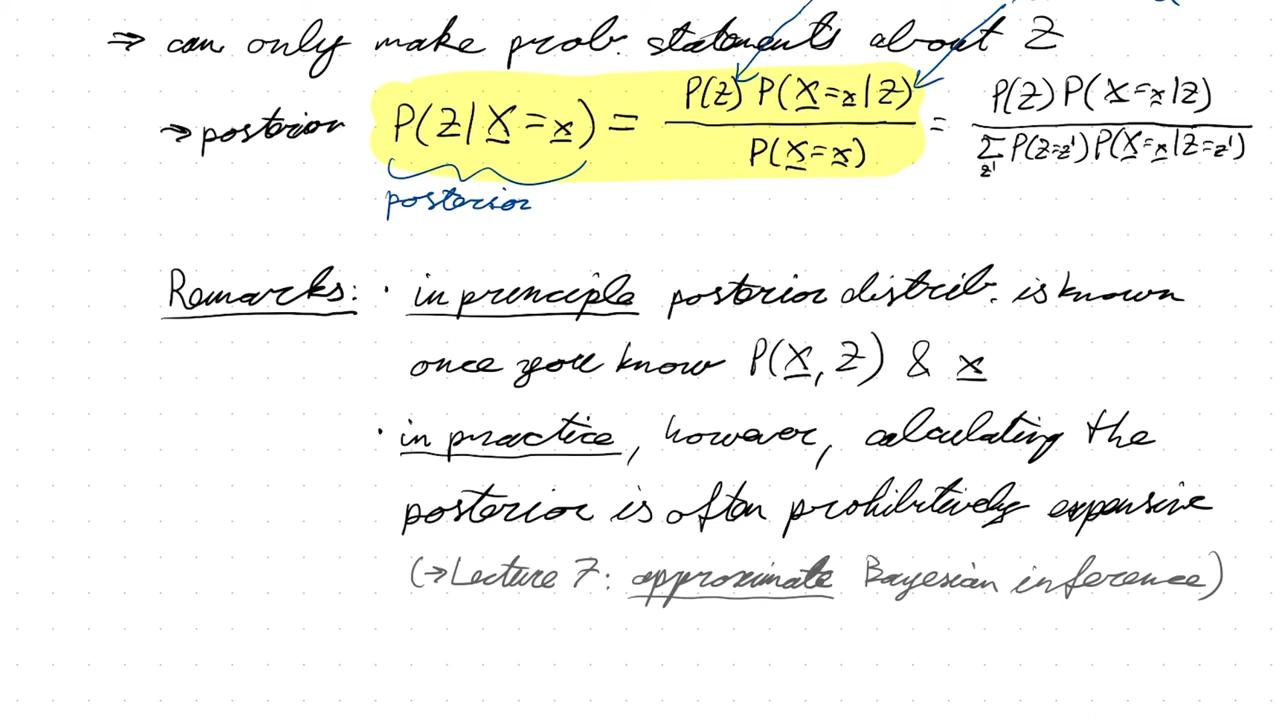 ⇒ can only make prob. statements about Z
→ posterior P(Z | X = x) = P(Z) P(X = x | Z) / P(X = x) = P(Z) P(X = x | Z) / Σ_z' P(Z = z') P(X = x | Z = z')
posterior
Remarks: · in principle posterior distrib. is known
once you know P(X, Z) & x
· in practice, however, calculating the
posterior is often prohibitively expensive
(→ Lecture 7: approximate Bayesian inference)